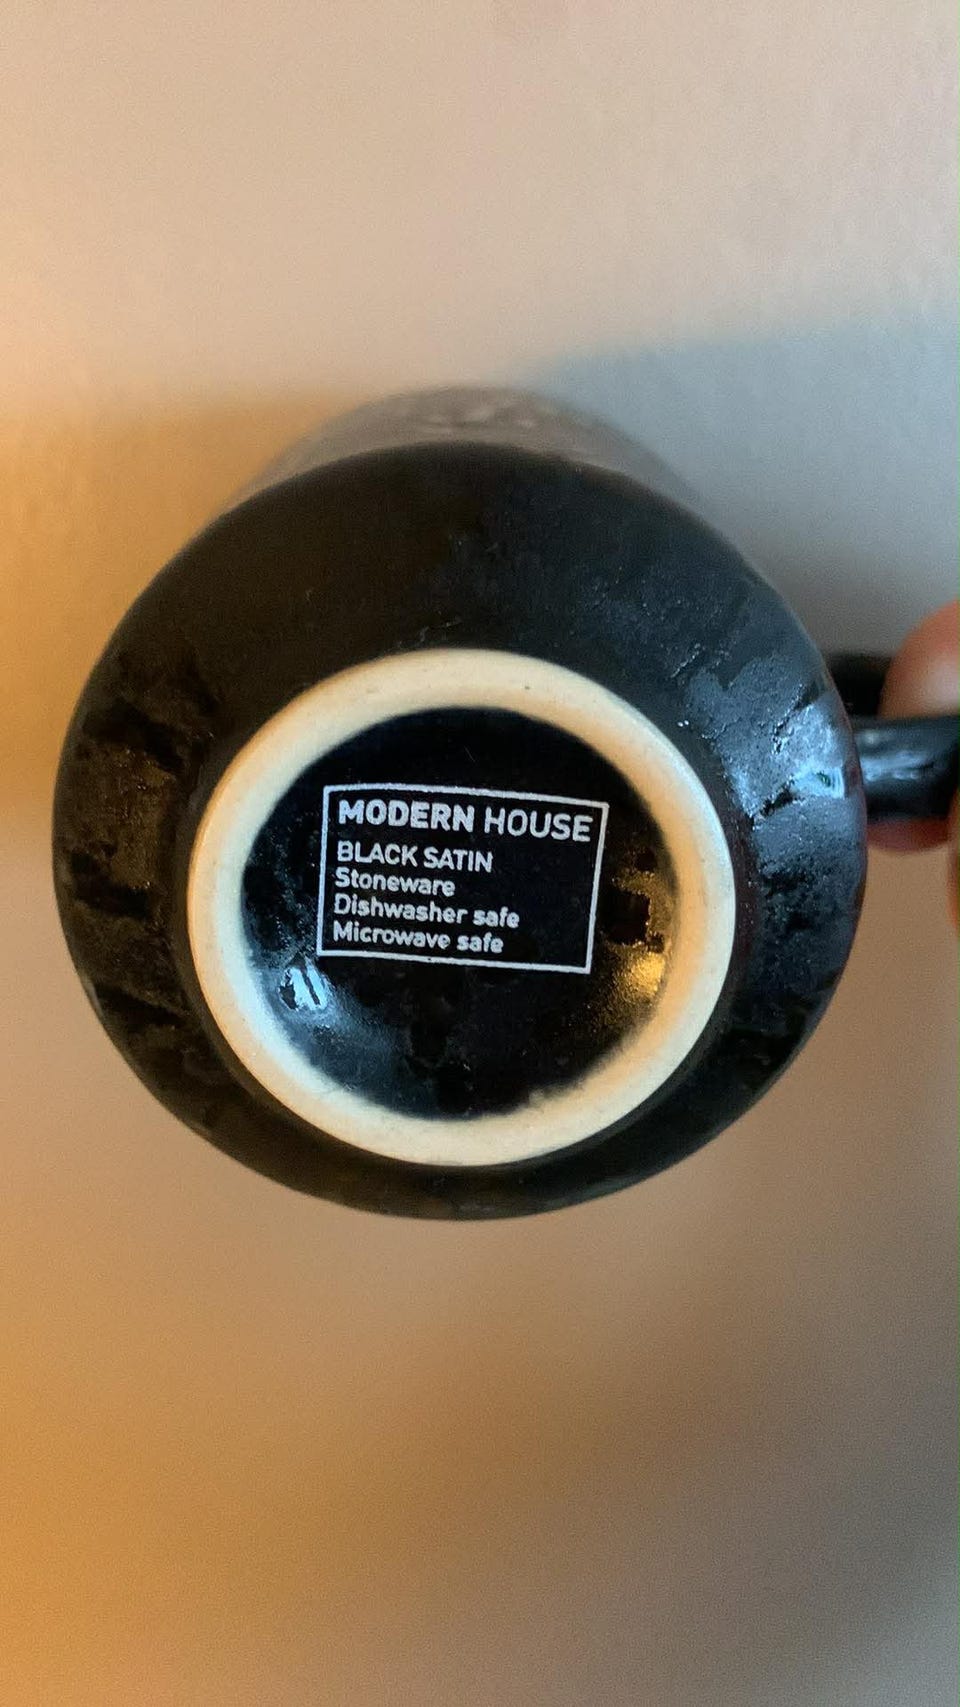 MODERN HOUSE
BLACK SATIN
Stoneware
Dishwasher safe
Microwave safe